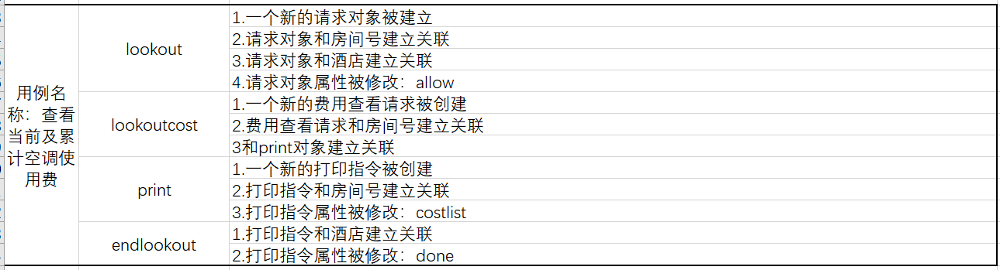 用例名
称：查看
当前及累
计空调使
用费
lookout
1.一个新的请求对象被建立
2.请求对象和房间号建立关联
3.请求对象和酒店建立关联
4.请求对象属性被修改：allow
lookoutcost
1.一个新的费用查看请求被创建
2.费用查看请求和房间号建立关联
3和print对象建立关联
print
1.一个新的打印指令被创建
2.打印指令和房间号建立关联
3.打印指令属性被修改：costlist
endlookout
1.打印指令和酒店建立关联
2.打印指令属性被修改：done